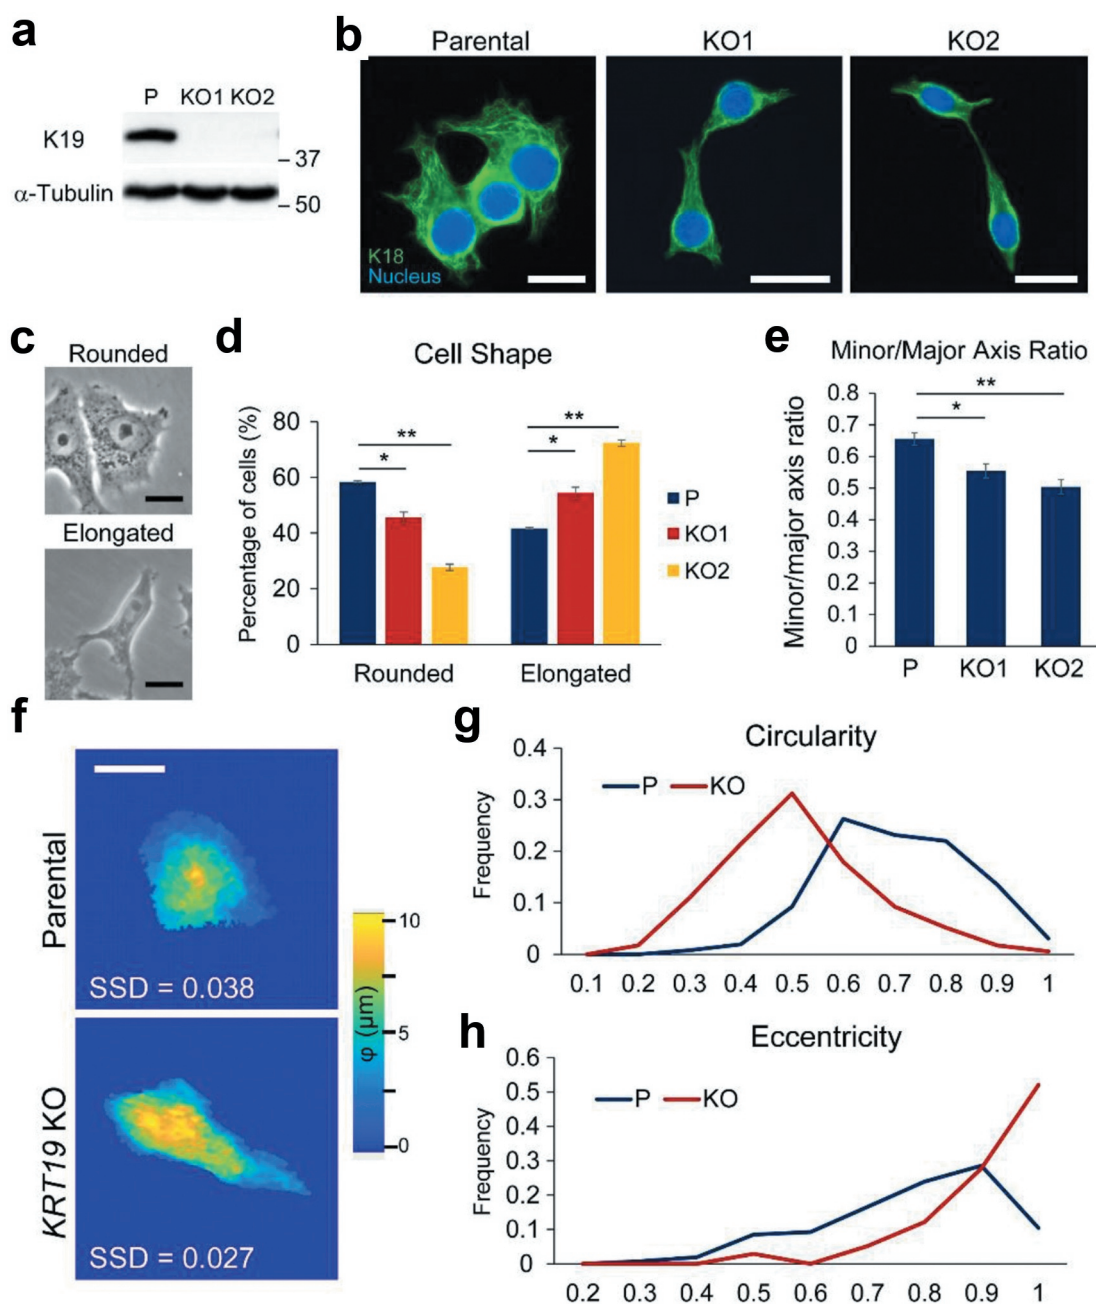 a
P KO1 KO2
K19
– 37
α-Tubulin
– 50
b
Parental KO1 KO2
K18
Nucleus
c
Rounded
Elongated
d
Cell Shape
Percentage of cells (%)
80
60
40
20
0
** *
** *
Rounded Elongated
P
KO1
KO2
e
Minor/Major Axis Ratio
Minor/major axis ratio
0.8
0.7
0.6
0.5
0.4
0.3
0.2
0.1
0
**
*
P KO1 KO2
f
Parental
SSD = 0.038
KRT19 KO
SSD = 0.027
10
5
0
φ (µm)
g
Circularity
Frequency
0.4
0.3
0.2
0.1
0
P KO
0.1 0.2 0.3 0.4 0.5 0.6 0.7 0.8 0.9 1
h
Eccentricity
Frequency
0.6
0.5
0.4
0.3
0.2
0.1
0
P KO
0.2 0.3 0.4 0.5 0.6 0.7 0.8 0.9 1